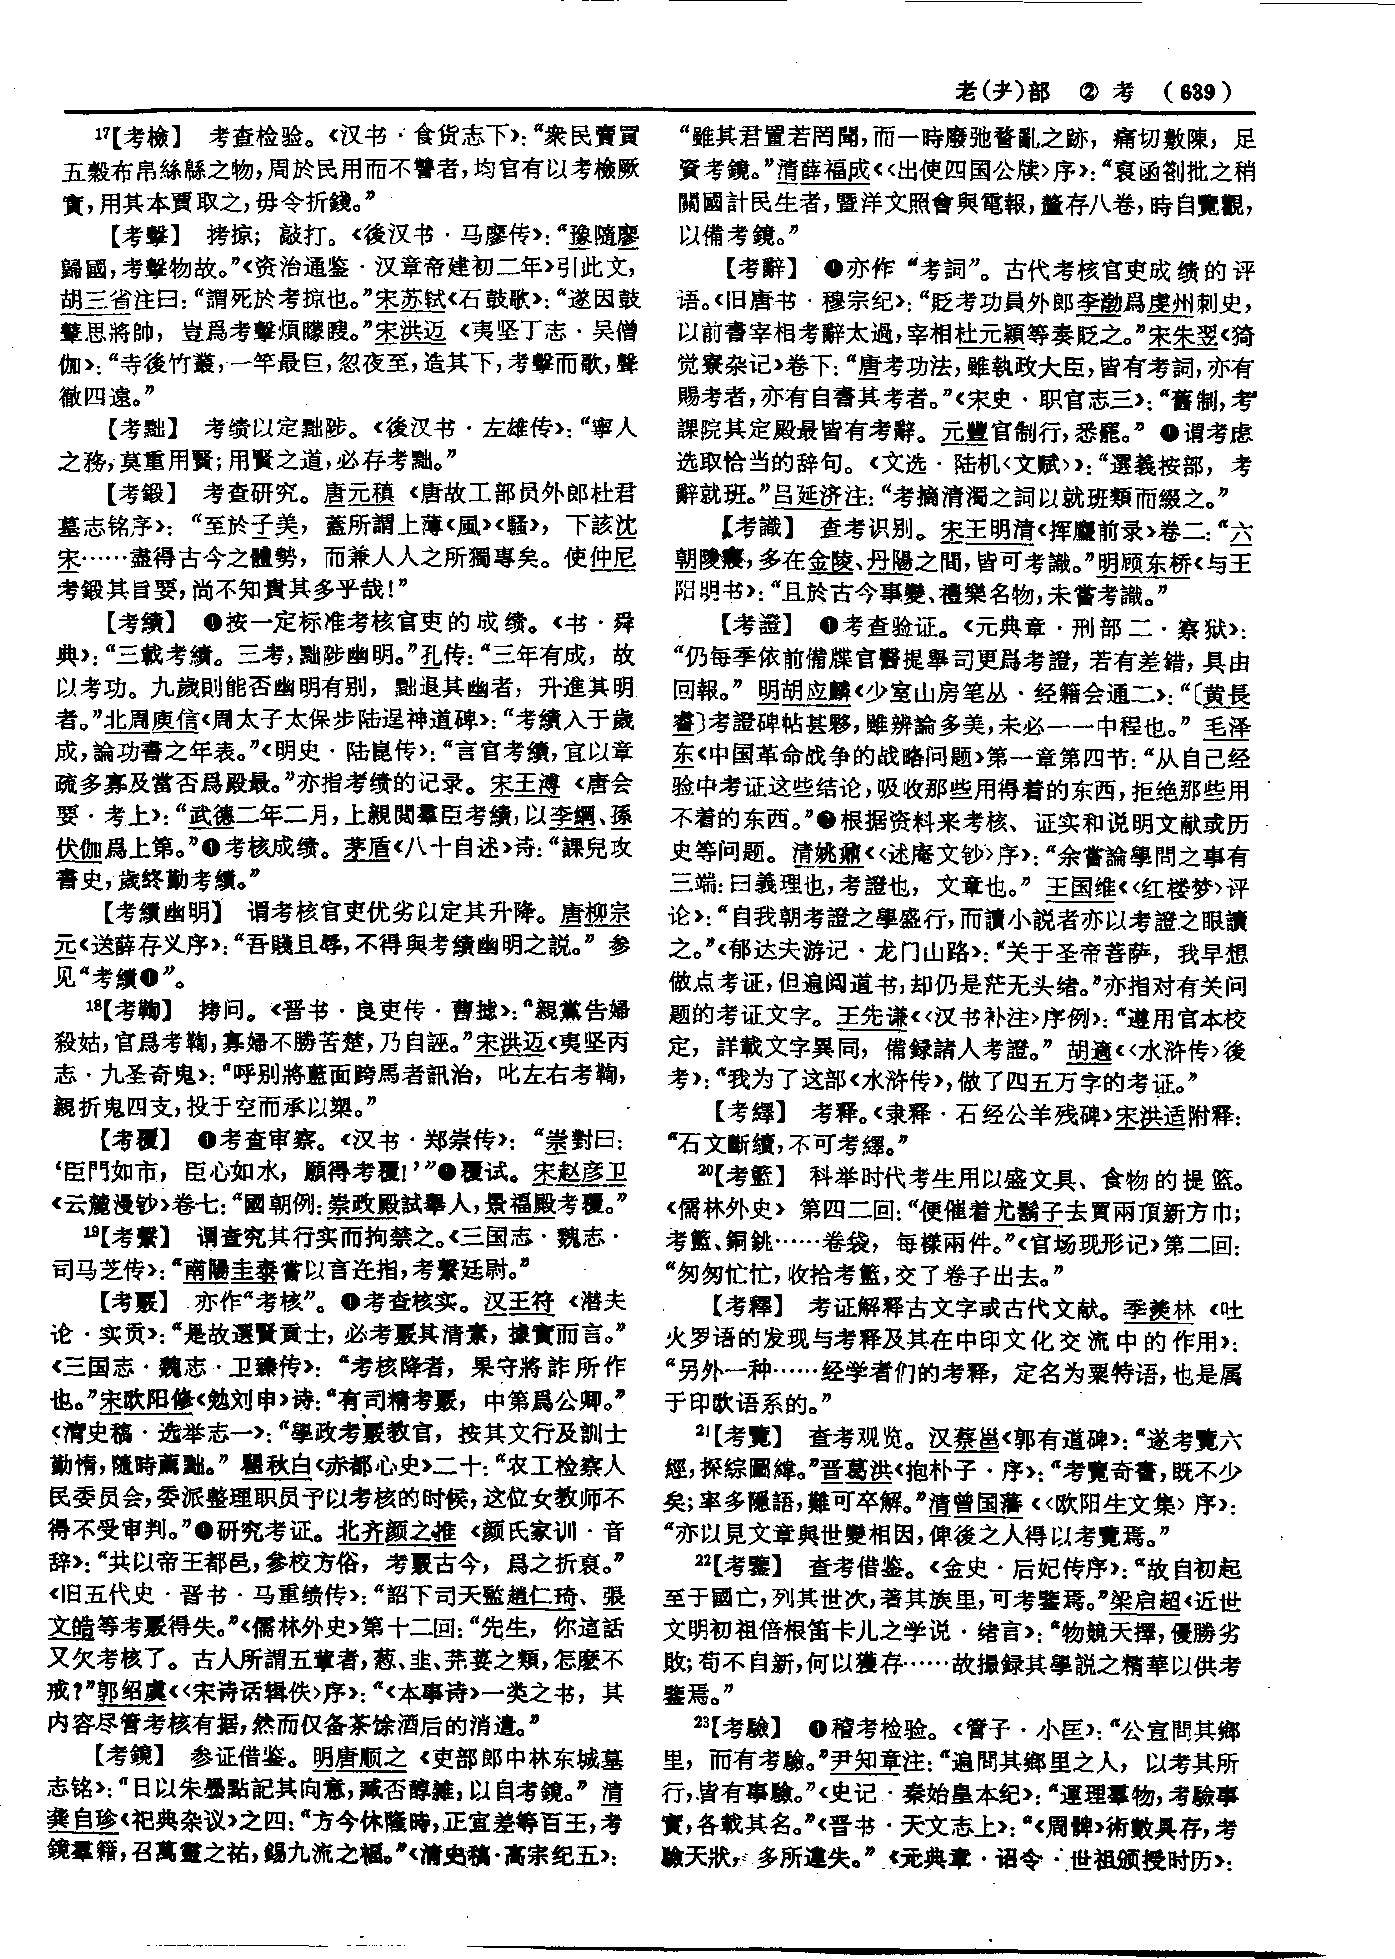 老(耂)部 ② 考 (639)
17【考檢】 考查检验。《汉书·食货志下》：“衆民賣買
五穀布帛絲緜之物，周於民用而不讐者，均官有以考檢厥
實，用其本賈取之，毋令折錢。”
【考擊】 拷掠；敲打。《後汉书·马廖传》：“豫隨廖
歸國，考擊物故。”《资治通鉴·汉章帝建初二年》引此文，
胡三省注曰：“謂死於考掠也。”宋苏轼《石鼓歌》：“遂因鼓
鼙思將帥，豈爲考擊煩矇瞍。”宋洪迈《夷坚丁志·吴僧
伽》：“寺後竹叢，一竿最巨，忽夜至，造其下，考擊而歌，聲
徹四遠。”
【考黜】 考绩以定黜陟。《後汉书·左雄传》：“寧人
之務，莫重用賢；用賢之道，必存考黜。”
【考鍛】 考查研究。唐元稹《唐故工部员外郎杜君
墓志铭序》：“至於子美，蓋所謂上薄《風》《騷》，下該沈
宋……盡得古今之體勢，而兼人人之所獨專矣。使仲尼
考鍛其旨要，尚不知貴其多乎哉！”
【考績】 ❶按一定标准考核官吏的成绩。《书·舜
典》：“三載考績。三考，黜陟幽明。”孔传：“三年有成，故
以考功。九歲則能否幽明有别，黜退其幽者，升進其明
者。”北周庾信《周太子太保步陆逞神道碑》：“考績入于歲
成，論功書之年表。”《明史·陆崑传》：“言官考績，宜以章
疏多寡及當否爲殿最。”亦指考绩的记录。宋王溥《唐会
要·考上》：“武德二年二月，上親閲羣臣考績，以李綱、孫
伏伽爲上第。”❷考核成绩。茅盾《八十自述》诗：“課兒攻
書史，歲終勤考績。”
【考績幽明】 谓考核官吏优劣以定其升降。唐柳宗
元《送薛存义序》：“吾賤且辱，不得與考績幽明之説。”参
见“考績❶”。
18【考鞫】 拷问。《晋书·良吏传·曹摅》：“親黨告婦
殺姑，官爲考鞫，寡婦不勝苦楚，乃自誣。”宋洪迈《夷坚丙
志·九圣奇鬼》：“呼别將藍面跨馬者訊治，叱左右考鞫，
親折鬼四支，投于空而承以槊。”
【考覆】 ❶考查审察。《汉书·郑崇传》：“崇對曰：
‘臣門如市，臣心如水，願得考覆！’”❷覆试。宋赵彦卫
《云麓漫钞》卷七：“國朝例：崇政殿試舉人，景福殿考覆。”
19【考繫】 谓查究其行实而拘禁之。《三国志·魏志·
司马芝传》：“南陽圭泰嘗以言迕指，考繫廷尉。”
【考覈】 亦作“考核”。❶考查核实。汉王符《潜夫
论·实贡》：“是故選賢貢士，必考覈其清素，據實而言。”
《三国志·魏志·卫臻传》：“考核降者，果守將詐所作
也。”宋欧阳修《勉刘申》诗：“有司精考覈，中第爲公卿。”
《清史稿·选举志一》：“學政考覈教官，按其文行及訓士
勤惰，隨時薦黜。”瞿秋白《赤都心史》二十：“农工检察人
民委员会，委派整理职员予以考核的时候，这位女教师不
得不受审判。”❷研究考证。北齐颜之推《颜氏家训·音
辞》：“共以帝王都邑，參校方俗，考覈古今，爲之折衷。”
《旧五代史·晋书·马重绩传》：“詔下司天監趙仁琦、張
文皓等考覈得失。”《儒林外史》第十二回：“先生，你這話
又欠考核了。古人所謂五葷者，葱、韭、芫荽之類，怎麽不
戒？”郭绍虞《〈宋诗话辑佚〉序》：“《本事诗》一类之书，其
内容尽管考核有据，然而仅备茶馀酒后的消遣。”
【考鏡】 参证借鉴。明唐顺之《吏部郎中林东城墓
志铭》：“日以朱墨點記其向意，臧否醇雜，以自考鏡。”清
龚自珍《祀典杂议》之四：“方今休隆時，正宜差等百王，考
鏡羣籍，召萬靈之祐，錫九流之福。”《清史稿·高宗纪五》：
“雖其君置若罔聞，而一時廢弛瞀亂之跡，痛切敷陳，足
資考鏡。”清薛福成《〈出使四国公牍〉序》：“裒函劄批之稍
關國計民生者，暨洋文照會與電報，釐存八卷，時自覽觀，
以備考鏡。”
【考辭】 ❶亦作“考詞”。古代考核官吏成绩的评
语。《旧唐书·穆宗纪》：“貶考功員外郎李渤爲虔州刺史，
以前書宰相考辭太過，宰相杜元穎等奏貶之。”宋朱翌《猗
觉寮杂记》卷下：“唐考功法，雖執政大臣，皆有考詞，亦有
賜考者，亦有自書其考者。”《宋史·职官志三》：“舊制，考
課院其定殿最皆有考辭。元豐官制行，悉罷。”❷谓考虑
选取恰当的辞句。《文选·陆机〈文赋〉》：“選義按部，考
辭就班。”吕延济注：“考摘清濁之詞以就班類而綴之。”
【考識】 查考识别。宋王明清《挥麈前录》卷二：“六
朝陵寢，多在金陵、丹陽之間，皆可考識。”明顾东桥《与王
阳明书》：“且於古今事變、禮樂名物，未嘗考識。”
【考證】 ❶考查验证。《元典章·刑部二·察狱》：
“仍每季依前備牒官醫提舉司更爲考證，若有差錯，具由
回報。”明胡应麟《少室山房笔丛·经籍会通二》：“〔黄長
睿〕考證碑帖甚夥，雖辨論多美，未必一一中程也。”毛泽
东《中国革命战争的战略问题》第一章第四节：“从自己经
验中考证这些结论，吸收那些用得着的东西，拒绝那些用
不着的东西。”❷根据资料来考核、证实和说明文献或历
史等问题。清姚鼐《〈述庵文钞〉序》：“余嘗論學問之事有
三端：曰義理也，考證也，文章也。”王国维《〈红楼梦〉评
论》：“自我朝考證之學盛行，而讀小説者亦以考證之眼讀
之。”《郁达夫游记·龙门山路》：“关于圣帝菩萨，我早想
做点考证，但遍阅道书，却仍是茫无头绪。”亦指对有关问
题的考证文字。王先谦《〈汉书补注〉序例》：“遵用官本校
定，詳載文字異同，備録諸人考證。”胡適《〈水浒传〉後
考》：“我为了这部《水浒传》，做了四五万字的考证。”
【考繹】 考释。《隶释·石经公羊残碑》宋洪适附释：
“石文斷續，不可考繹。”
20【考籃】 科举时代考生用以盛文具、食物的提篮。
《儒林外史》第四二回：“便催着尤鬍子去買兩頂新方巾；
考籃、銅銚……卷袋，每樣兩件。”《官场现形记》第二回：
“匆匆忙忙，收拾考籃，交了卷子出去。”
【考釋】 考证解释古文字或古代文献。季羡林《吐
火罗语的发现与考释及其在中印文化交流中的作用》：
“另外一种……经学者们的考释，定名为粟特语，也是属
于印欧语系的。”
21【考覽】 查考观览。汉蔡邕《郭有道碑》：“遂考覽六
經，探綜圖緯。”晋葛洪《抱朴子·序》：“考覽奇書，既不少
矣；率多隱語，難可卒解。”清曾国藩《〈欧阳生文集〉序》：
“亦以見文章與世變相因，俾後之人得以考覽焉。”
22【考鑒】 查考借鉴。《金史·后妃传序》：“故自初起
至于國亡，列其世次，著其族里，可考鑒焉。”梁启超《近世
文明初祖倍根笛卡儿之学说·绪言》：“物競天擇，優勝劣
敗；苟不自新，何以獲存……故撮録其學説之精華以供考
鑒焉。”
23【考驗】 ❶稽考检验。《管子·小匡》：“公宣問其鄉
里，而有考驗。”尹知章注：“遍問其鄉里之人，以考其所
行，皆有事驗。”《史记·秦始皇本纪》：“運理羣物，考驗事
實，各載其名。”《晋书·天文志上》：“《周髀》術數具存，考
驗天狀，多所違失。”《元典章·诏令·世祖颁授时历》：